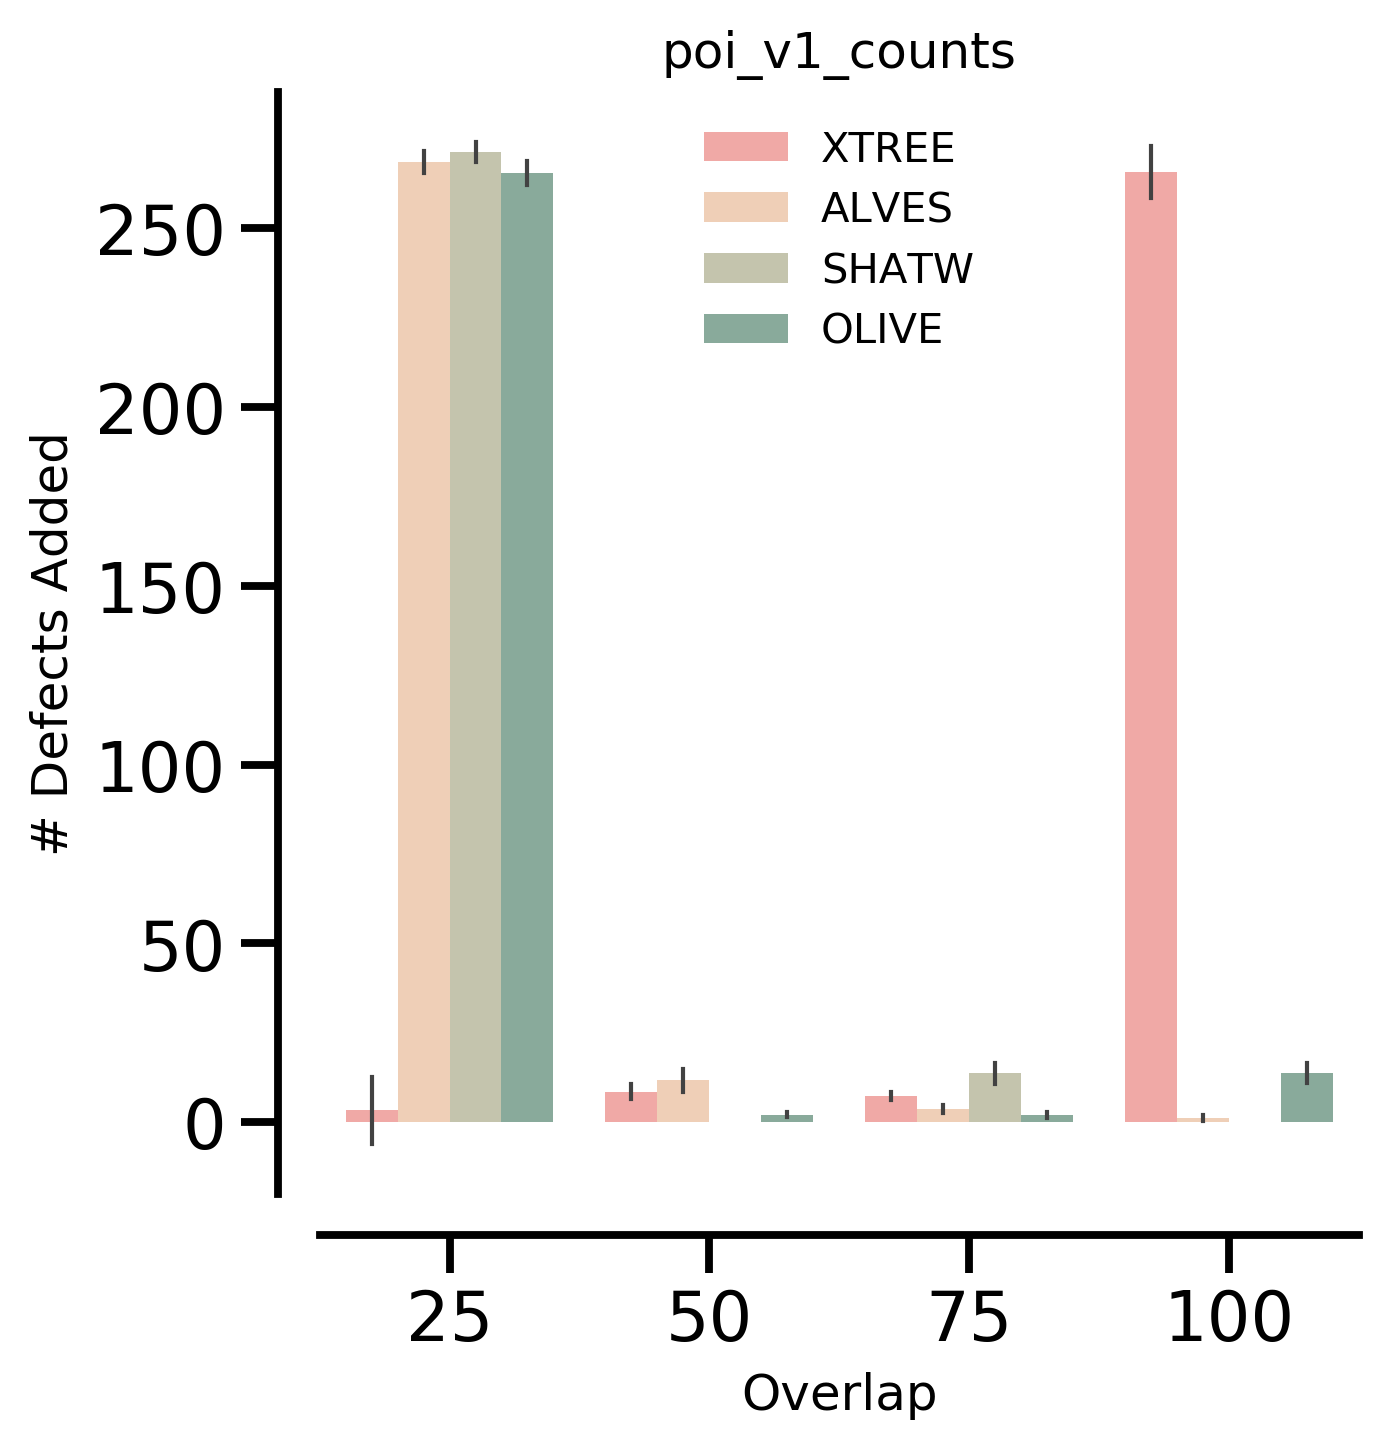 poi_v1_counts
XTREE
ALVES
SHATW
OLIVE
# Defects Added
250
200
150
100
50
0
25 50 75 100
Overlap